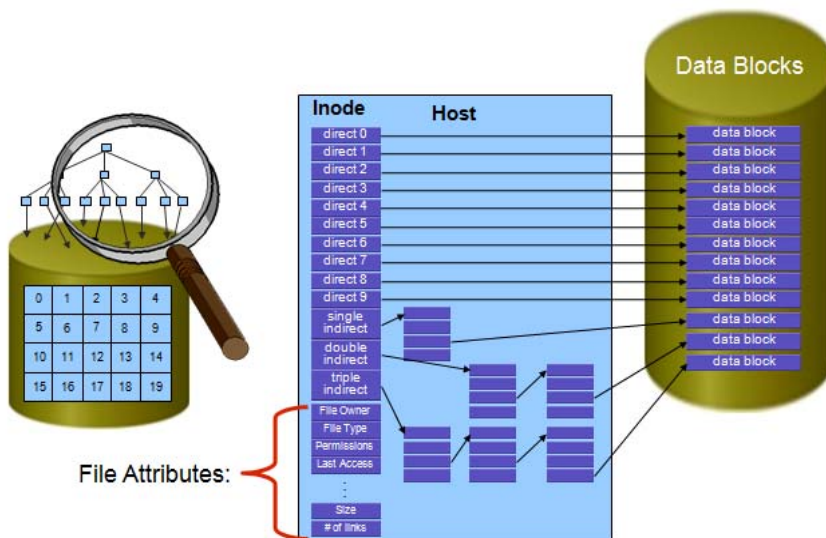 Data Blocks
Inode
Host
direct 0
direct 1
direct 2
direct 3
direct 4
direct 5
direct 6
direct 7
direct 8
direct 9
single
indirect
double
indirect
triple
indirect
File Owner
File Type
Permissions
Last Access
Size
# of links
File Attributes:
data block
data block
data block
data block
data block
data block
data block
data block
data block
data block
data block
data block
data block
0 1 2 3 4
5 6 7 8 9
10 11 12 13 14
15 16 17 18 19